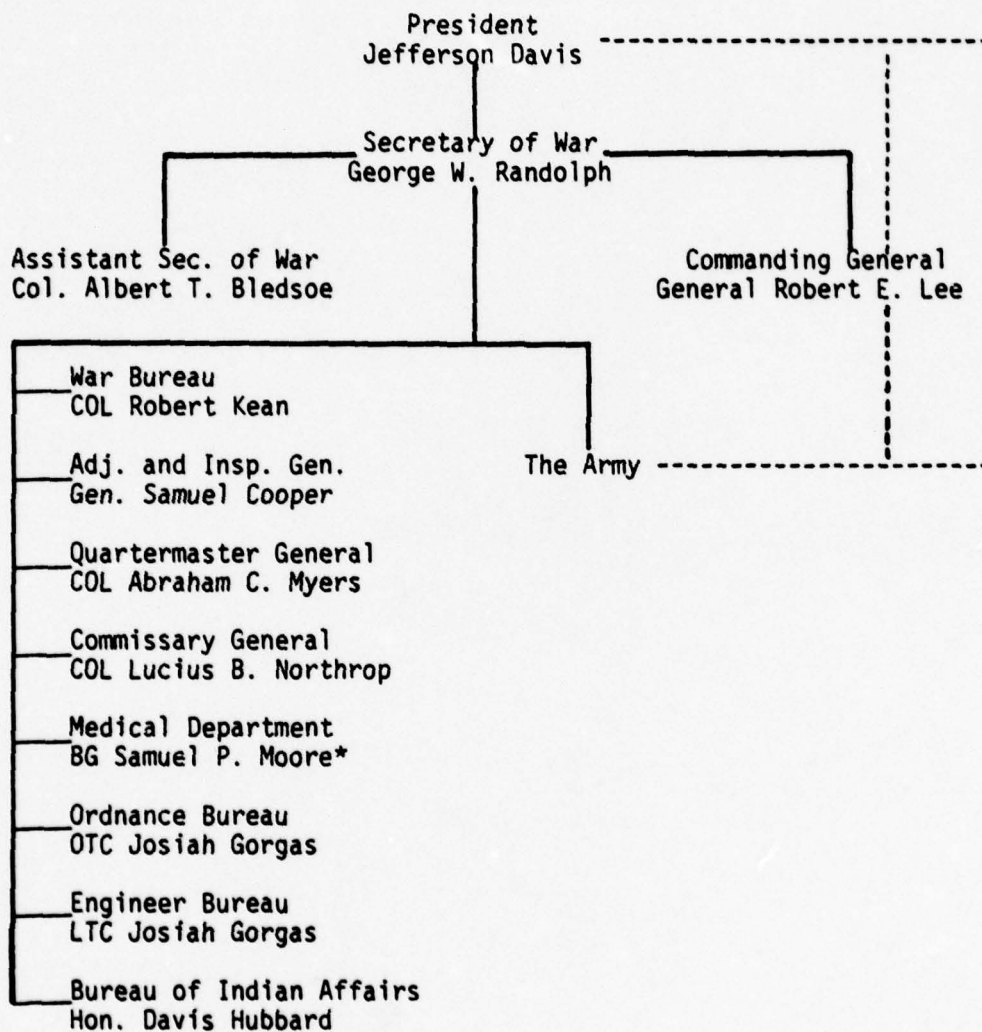 President
Jefferson Davis
Secretary of War
George W. Randolph
Assistant Sec. of War
Col. Albert T. Bledsoe
Commanding General
General Robert E. Lee
War Bureau
COL Robert Kean
Adj. and Insp. Gen.
Gen. Samuel Cooper
The Army
Quartermaster General
COL Abraham C. Myers
Commissary General
COL Lucius B. Northrop
Medical Department
BG Samuel P. Moore*
Ordnance Bureau
OTC Josiah Gorgas
Engineer Bureau
LTC Josiah Gorgas
Bureau of Indian Affairs
Hon. Davis Hubbard